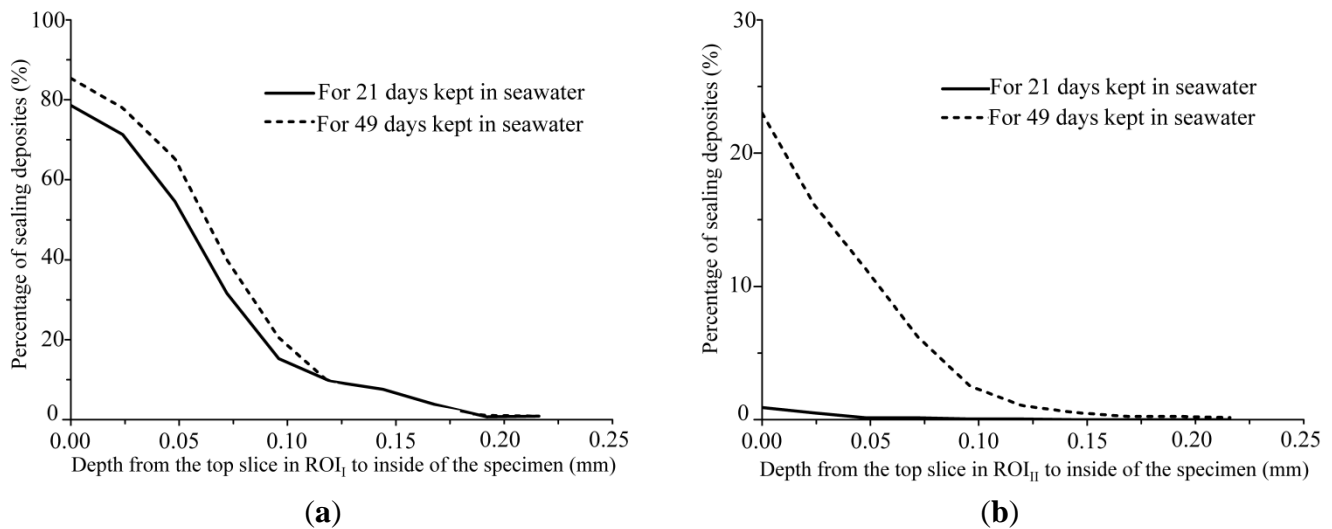 100
80
60
40
20
0
Percentage of sealing deposites (%)
For 21 days kept in seawater
For 49 days kept in seawater
0.00 0.05 0.10 0.15 0.20 0.25
Depth from the top slice in ROI_I to inside of the specimen (mm)
(a)
30
20
10
0
Percentage of sealing deposites (%)
For 21 days kept in seawater
For 49 days kept in seawater
0.00 0.05 0.10 0.15 0.20 0.25
Depth from the top slice in ROI_II to inside of the specimen (mm)
(b)